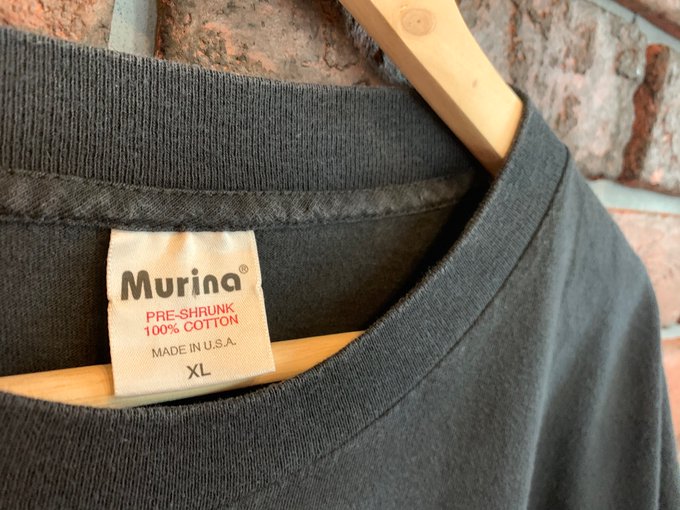 Murina®
PRE-SHRUNK
100% COTTON
MADE IN U.S.A.
XL